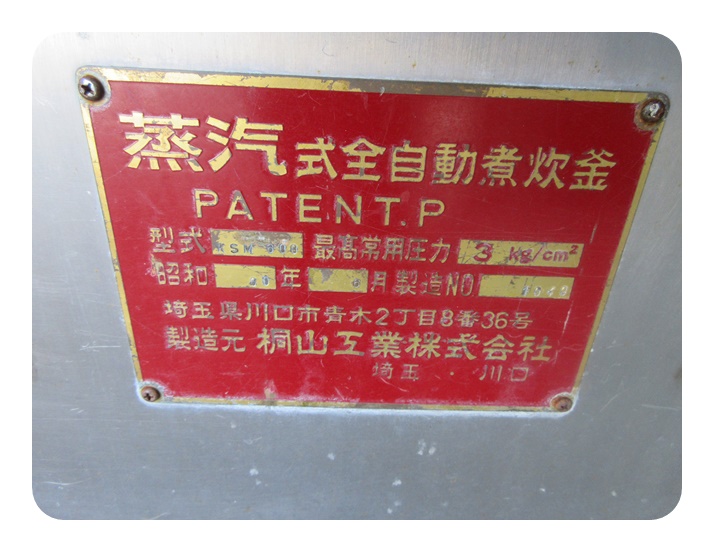 蒸汽式全自動煮炊釜
PATENT.P
型式 最高常用圧力 3 kg/cm²
昭和 年 月製造NO.
埼玉県川口市青木2丁目8番36号
製造元 桐山工業株式会社
埼玉・川口